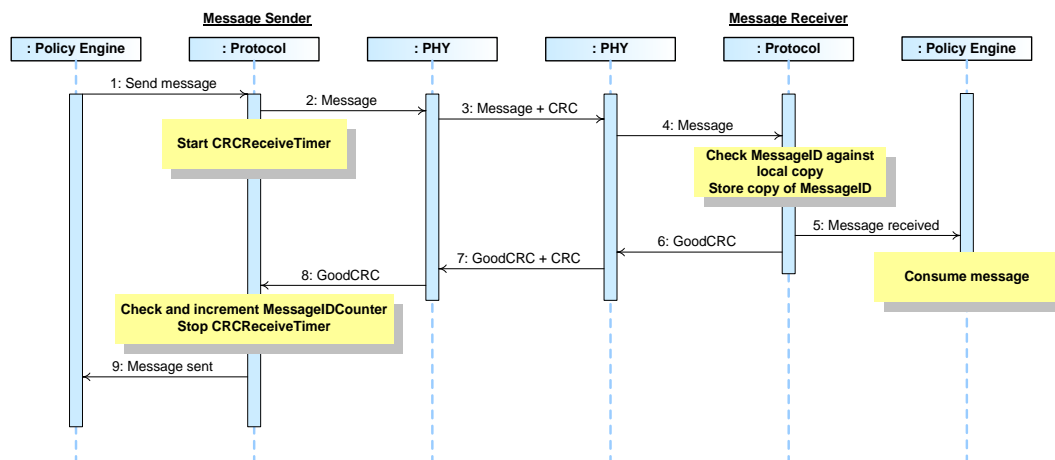 Message Sender
Message Receiver
: Policy Engine
: Protocol
: PHY
: PHY
: Protocol
: Policy Engine
1: Send message
2: Message
3: Message + CRC
4: Message
Start CRCReceiveTimer
Check MessageID against
local copy
Store copy of MessageID
5: Message received
6: GoodCRC
7: GoodCRC + CRC
8: GoodCRC
Consume message
Check and increment MessageIDCounter
Stop CRCReceiveTimer
9: Message sent